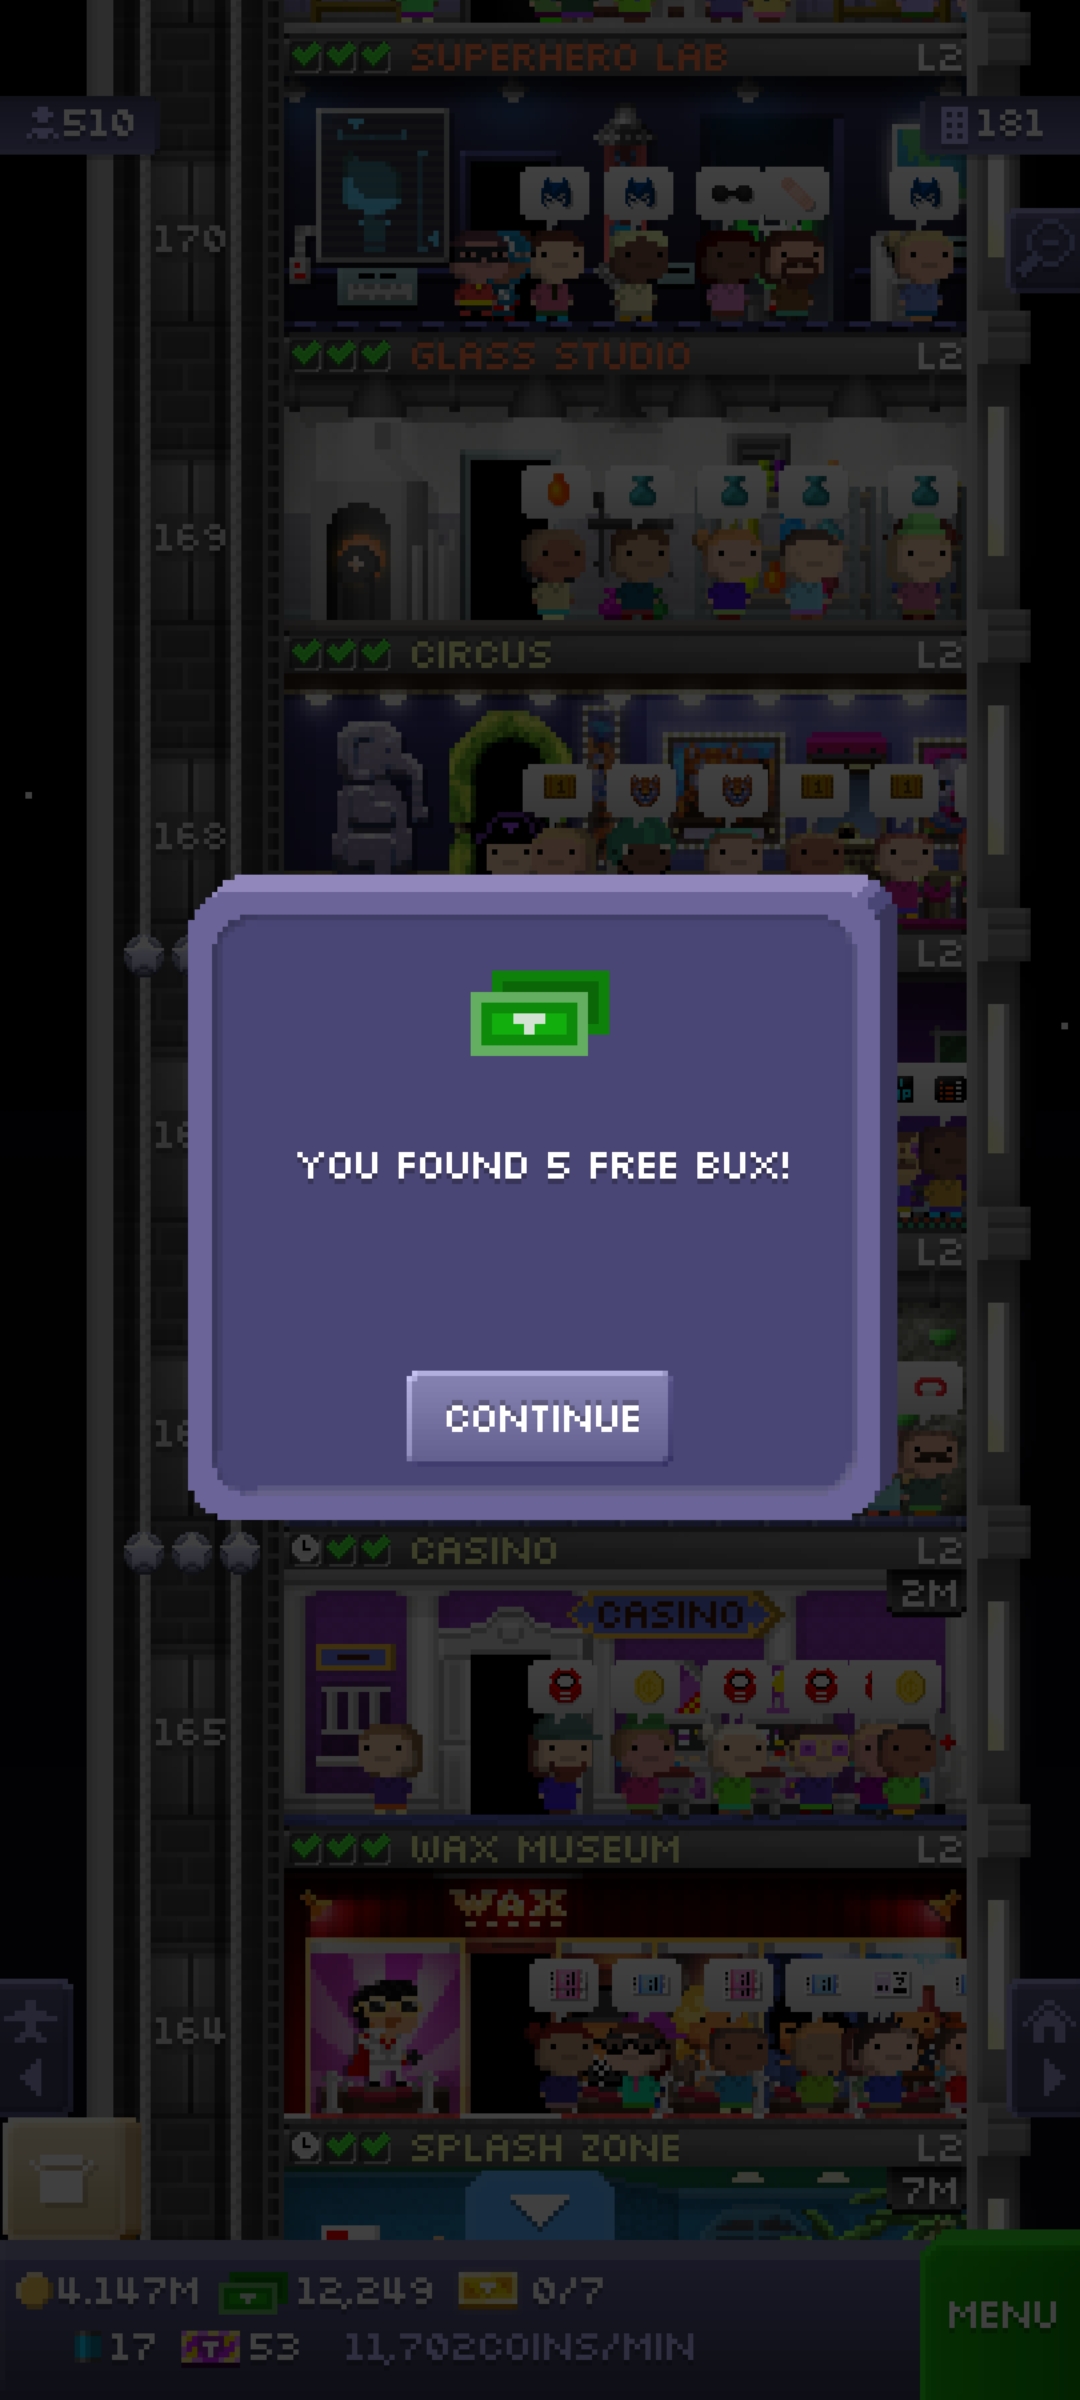 SUPERHERO LAB L2
510
181
170
GLASS STUDIO L2
169
CIRCUS L2
168
L2
YOU FOUND 5 FREE BUX!
L2
CONTINUE
CASINO L2
2M
CASINO
165
WAX MUSEUM L2
WAX
164
SPLASH ZONE L2
7M
4.147M 12,249 0/7
17 53 11,702COINS/MIN
MENU